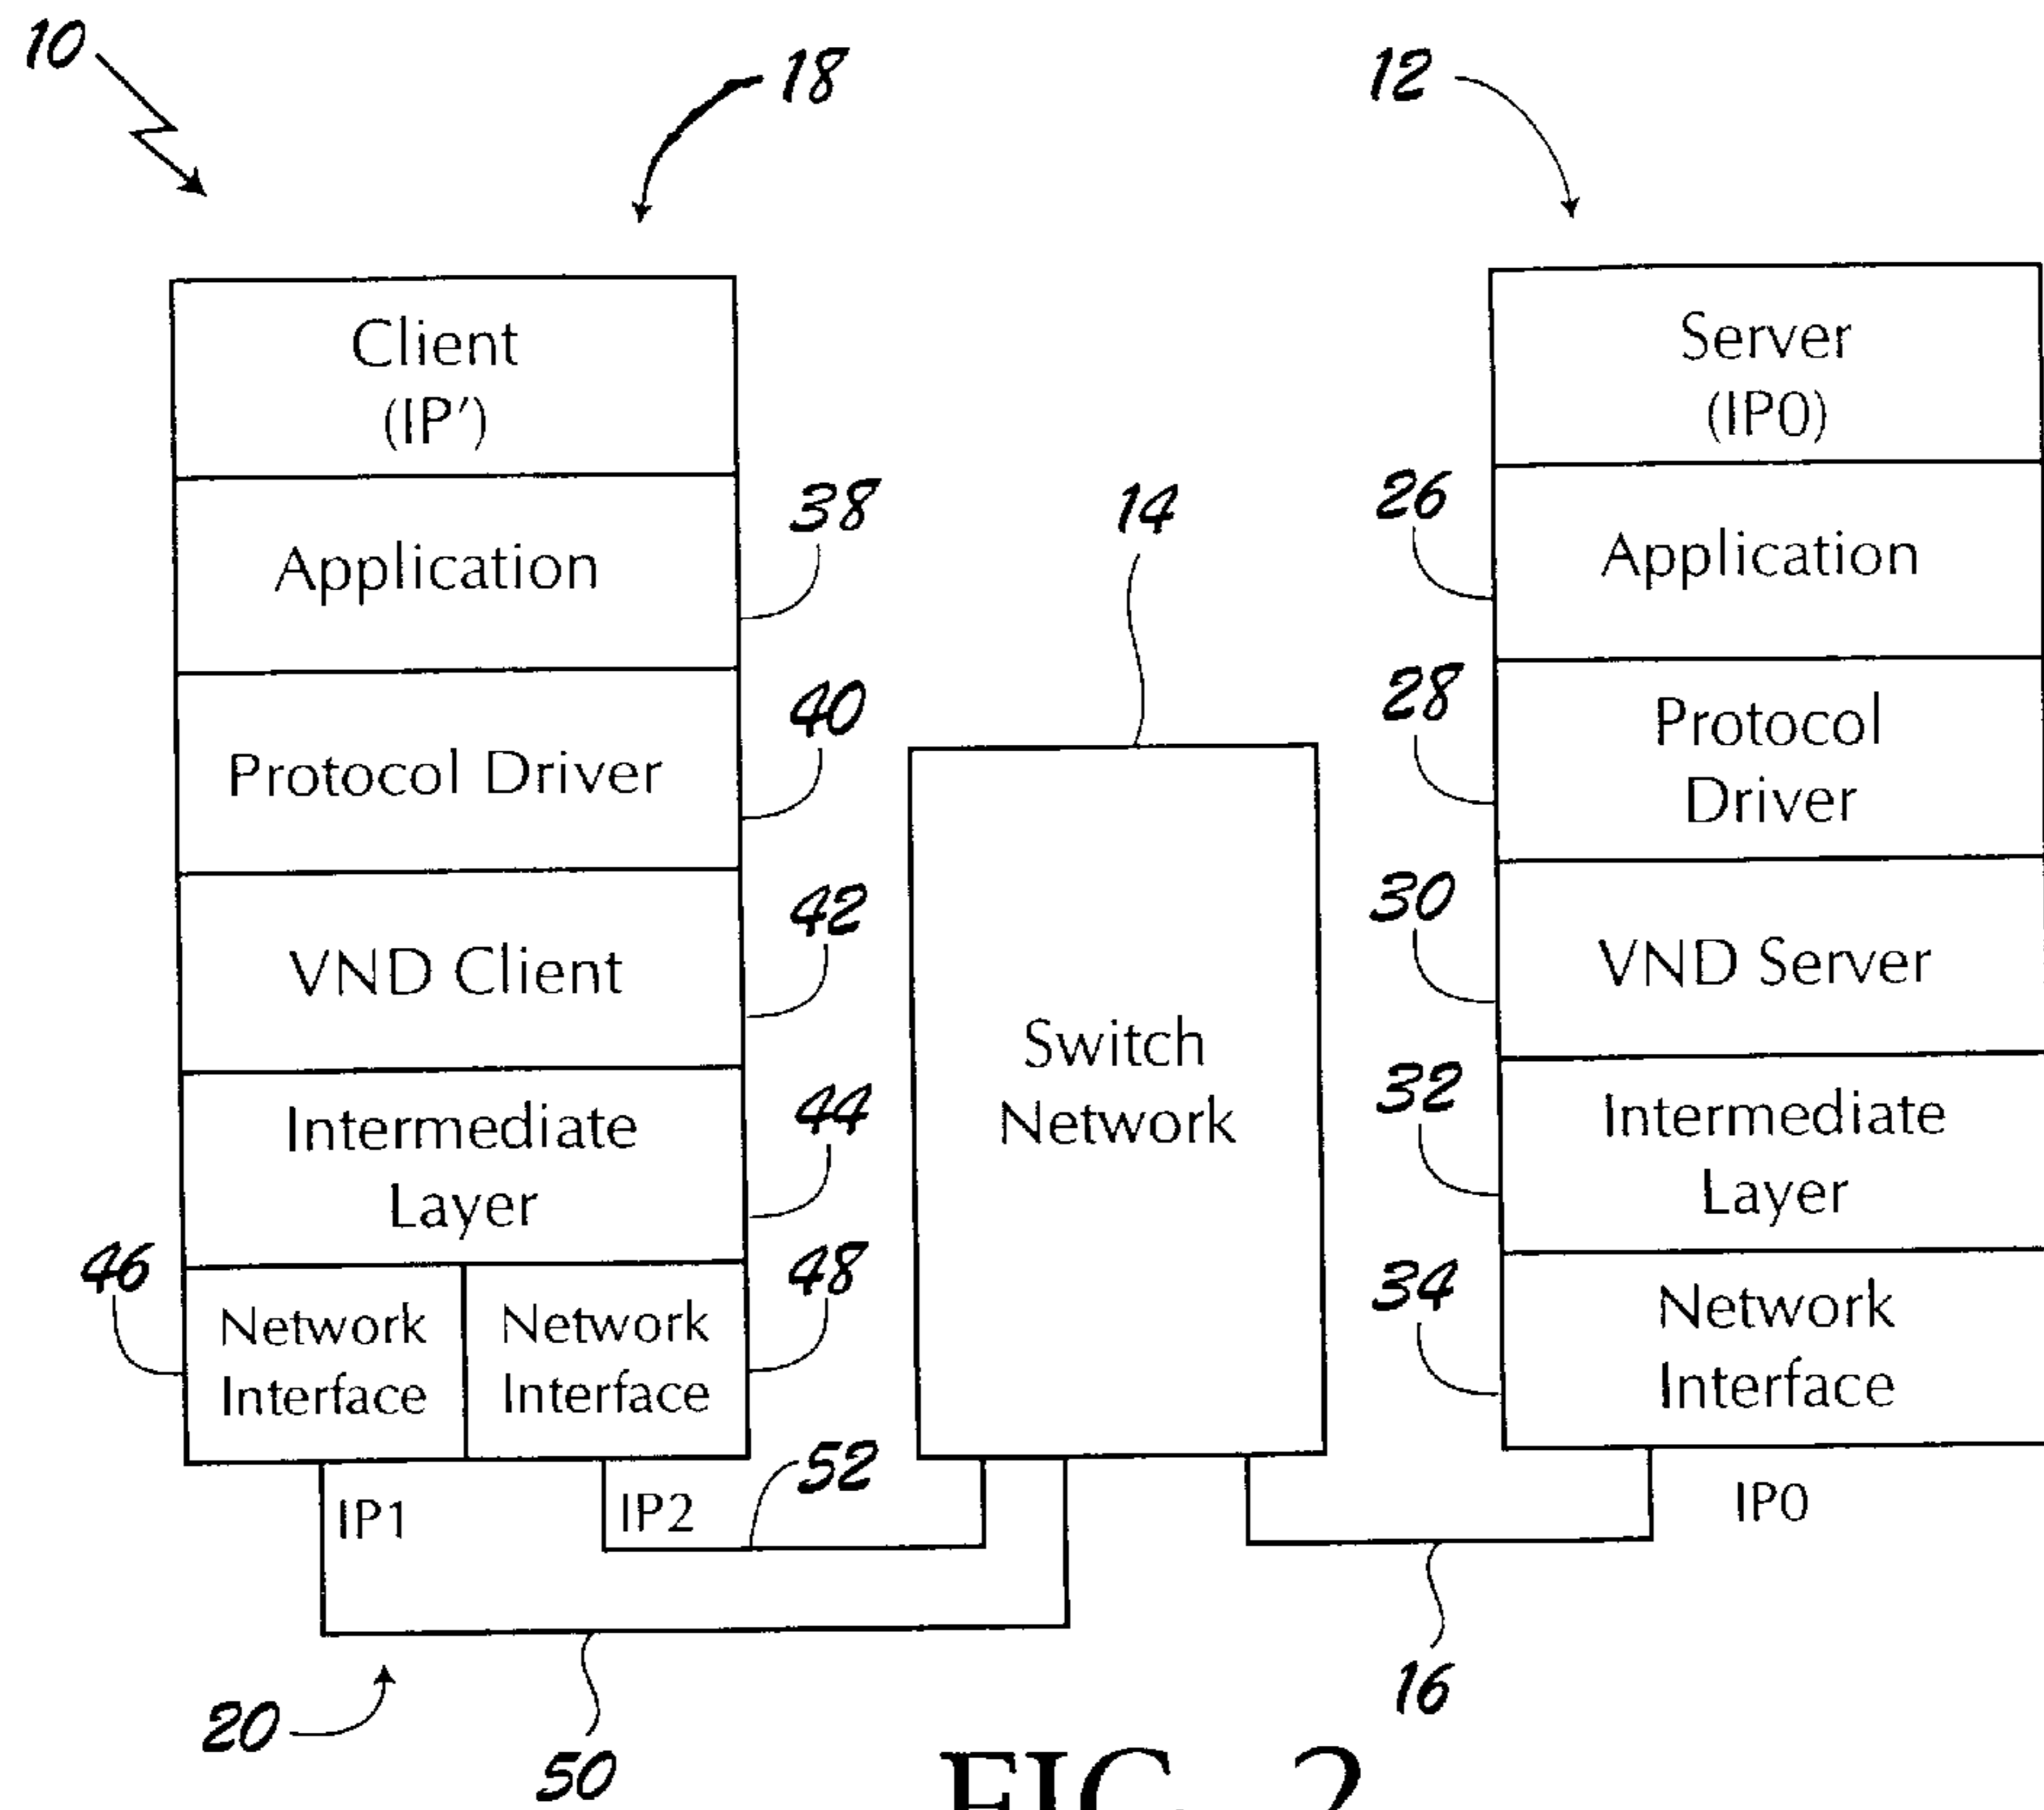 10
18
12
Client
(IP′)
Server
(IP0)
Application
38
14
26
Application
Protocol Driver
40
28
Protocol
Driver
VND Client
42
30
VND Server
Switch
Network
Intermediate
Layer
44
32
Intermediate
Layer
46
Network
Interface
Network
Interface
48
34
Network
Interface
IP1
IP2
52
IP0
16
20
50
FIG. 2